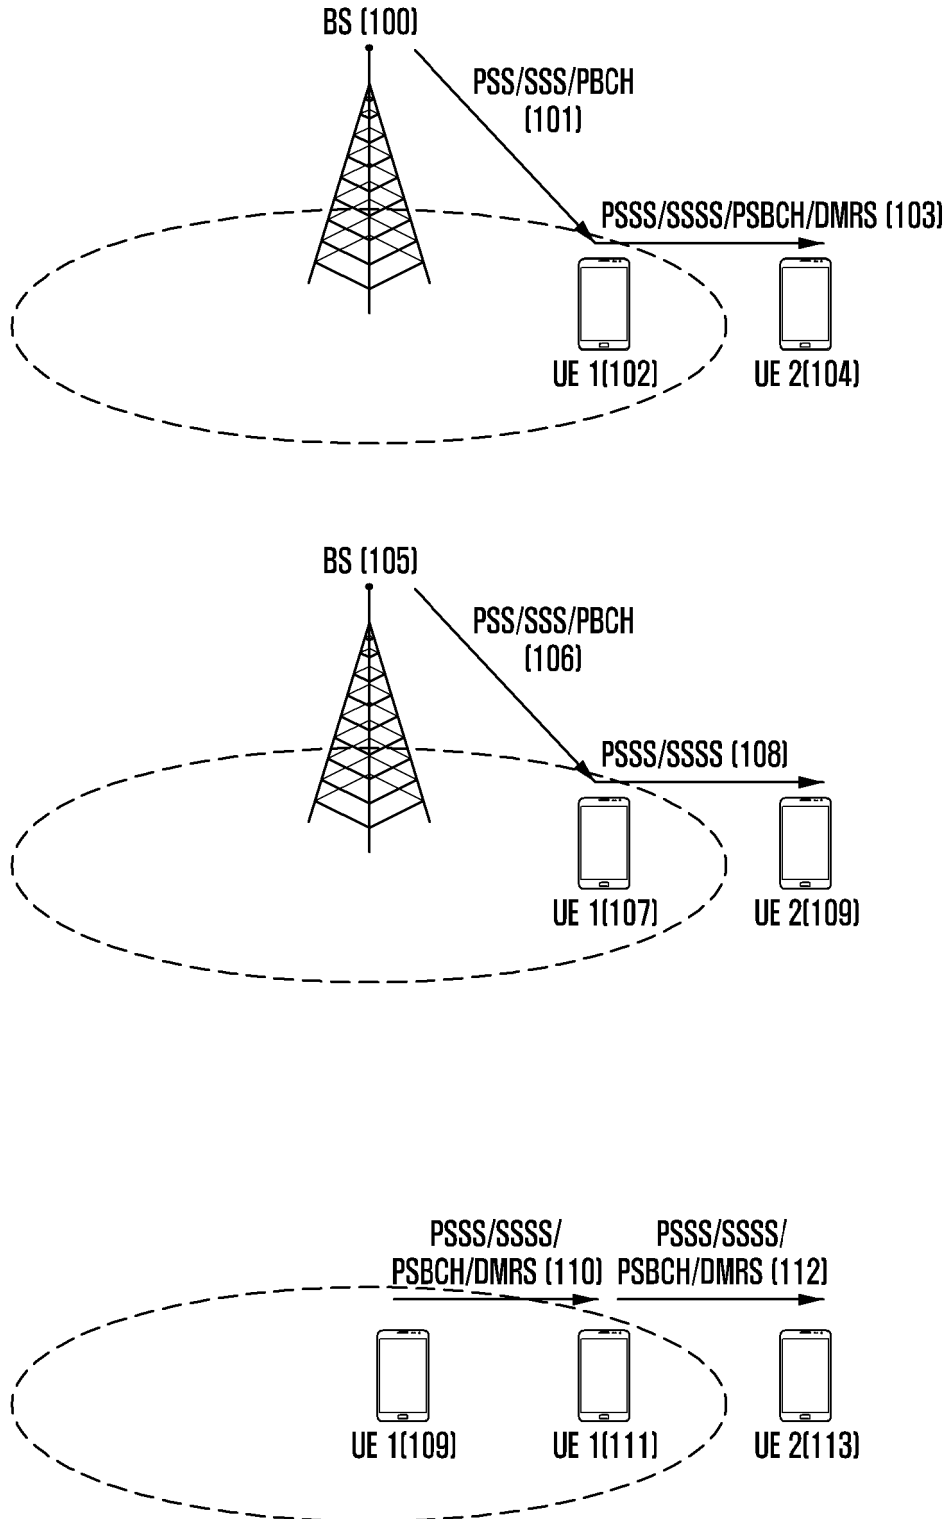 BS (100)
PSS/SSS/PBCH
(101)
PSSS/SSSS/PSBCH/DMRS (103)
UE 1(102)
UE 2(104)
BS (105)
PSS/SSS/PBCH
(106)
PSSS/SSSS (108)
UE 1(107)
UE 2(109)
PSSS/SSSS/
PSBCH/DMRS (110)
PSSS/SSSS/
PSBCH/DMRS (112)
UE 1(109)
UE 1(111)
UE 2(113)